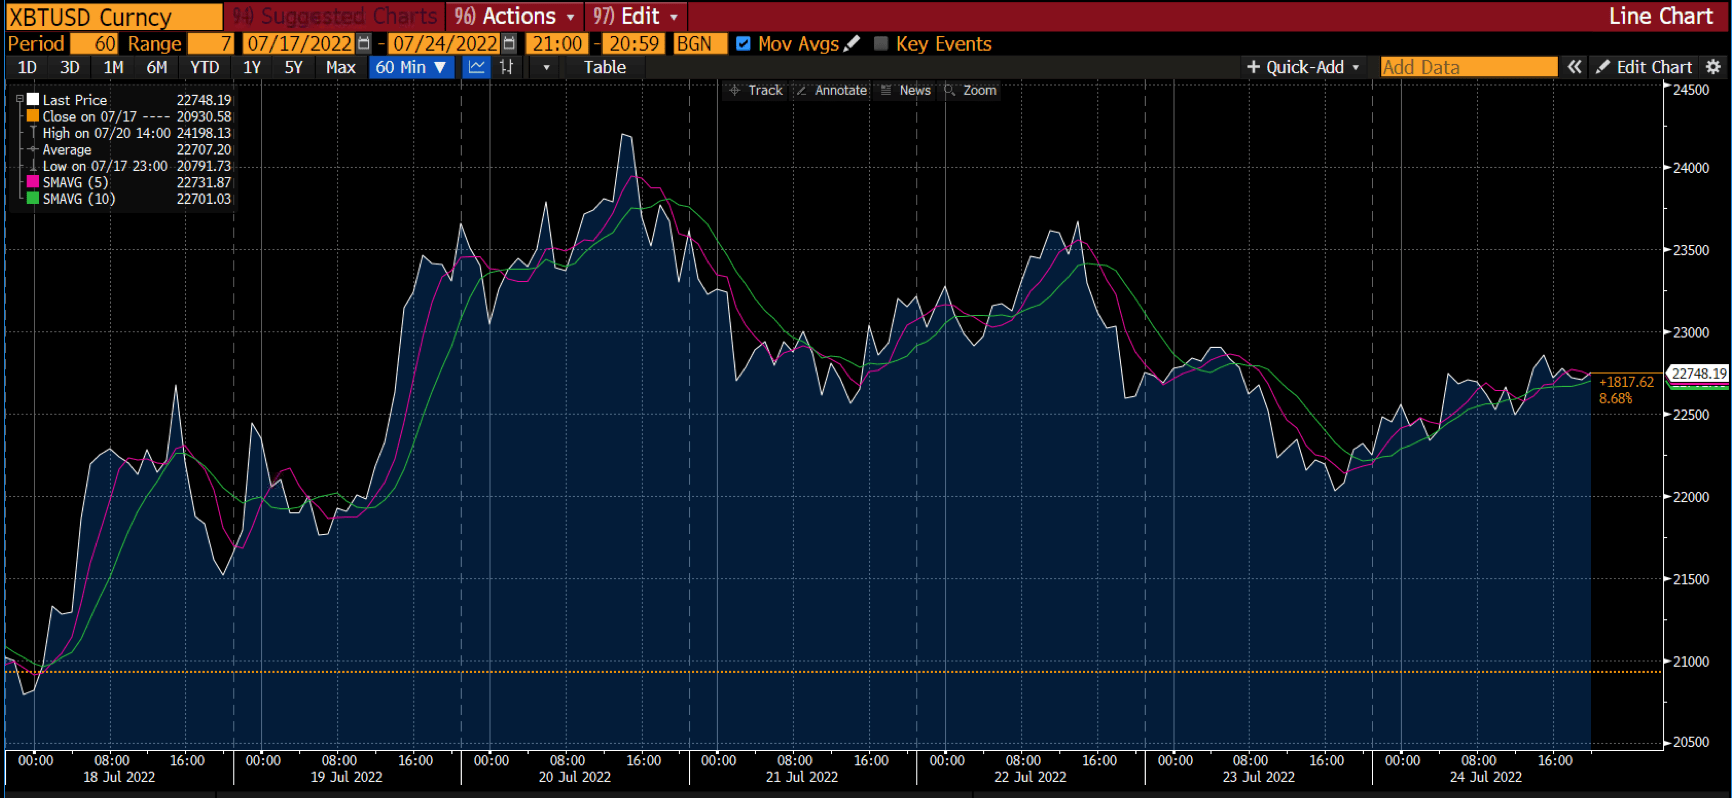 XBTUSD Curncy 94) Suggested Charts 96) Actions 97) Edit Line Chart
Period 60 Range 7 07/17/2022 - 07/24/2022 21:00 - 20:59 BGN Mov Avgs Key Events
1D 3D 1M 6M YTD 1Y 5Y Max 60 Min ▼ Table + Quick-Add Add Data « Edit Chart
Track Annotate News Zoom
Last Price 22748.19
Close on 07/17 ---- 20930.58
High on 07/20 14:00 24198.13
Average 22707.20
Low on 07/17 23:00 20791.73
SMAVG (5) 22731.87
SMAVG (10) 22701.03
24500
24000
23500
23000
22748.19
+1817.62
8.68%
22500
22000
21500
21000
20500
00:00 08:00 16:00 00:00 08:00 16:00 00:00 08:00 16:00 00:00 08:00 16:00 00:00 08:00 16:00 00:00 08:00 16:00 00:00 08:00 16:00
18 Jul 2022 19 Jul 2022 20 Jul 2022 21 Jul 2022 22 Jul 2022 23 Jul 2022 24 Jul 2022